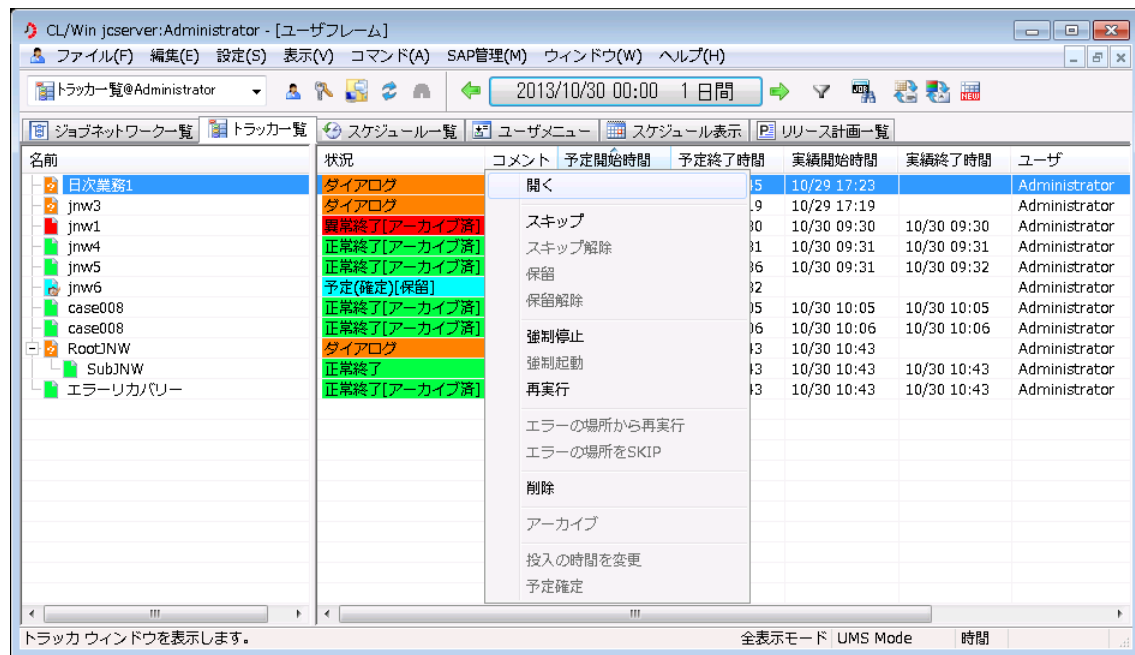 CL/Win jcserver:Administrator - [ユーザフレーム]
ファイル(F) 編集(E) 設定(S) 表示(V) コマンド(A) SAP管理(M) ウィンドウ(W) ヘルプ(H)
トラッカ一覧@Administrator 2013/10/30 00:00 1 日間
ジョブネットワーク一覧 トラッカ一覧 スケジュール一覧 ユーザメニュー スケジュール表示 リリース計画一覧
名前 状況 コメント 予定開始時間 予定終了時間 実績開始時間 実績終了時間 ユーザ
日次業務1 ダイアログ 45 10/29 17:23 Administrator
jnw3 ダイアログ 19 10/29 17:19 Administrator
jnw1 異常終了[アーカイブ済] 30 10/30 09:30 10/30 09:30 Administrator
jnw4 正常終了[アーカイブ済] 31 10/30 09:31 10/30 09:31 Administrator
jnw5 正常終了[アーカイブ済] 36 10/30 09:31 10/30 09:32 Administrator
jnw6 予定(確定)[保留] 32 Administrator
case008 正常終了[アーカイブ済] 05 10/30 10:05 10/30 10:05 Administrator
case008 正常終了[アーカイブ済] 06 10/30 10:06 10/30 10:06 Administrator
RootJNW ダイアログ 43 10/30 10:43 Administrator
SubJNW 正常終了 43 10/30 10:43 10/30 10:43 Administrator
エラーリカバリー 正常終了[アーカイブ済] 43 10/30 10:43 10/30 10:43 Administrator
開く
スキップ
スキップ解除
保留
保留解除
強制停止
強制起動
再実行
エラーの場所から再実行
エラーの場所をSKIP
削除
アーカイブ
投入の時間を変更
予定確定
トラッカ ウィンドウを表示します。 全表示モード UMS Mode 時間